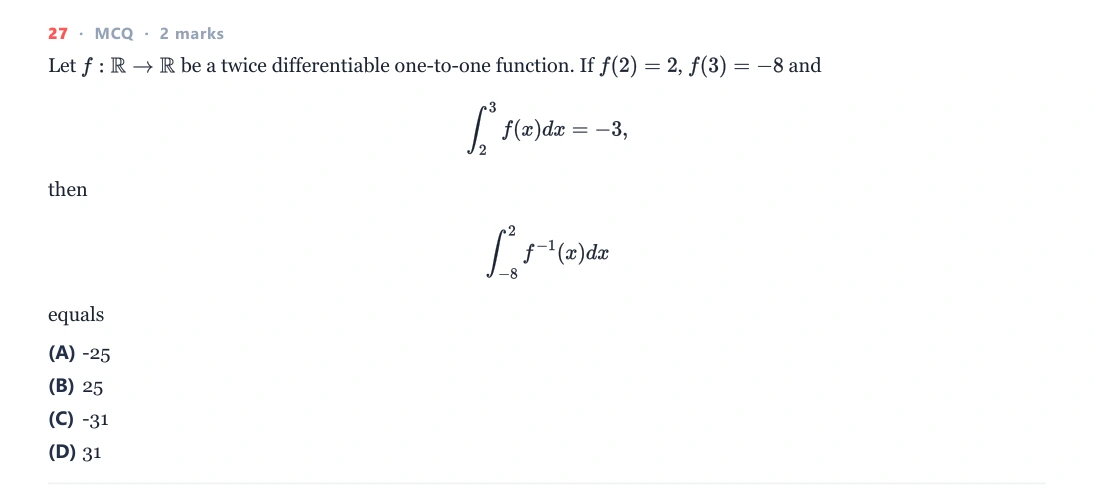 27 · MCQ · 2 marks
Let f : ℝ → ℝ be a twice differentiable one-to-one function. If f(2) = 2, f(3) = −8 and
∫₂³ f(x)dx = −3,
then
∫₋₈² f⁻¹(x)dx
equals
(A) -25
(B) 25
(C) -31
(D) 31